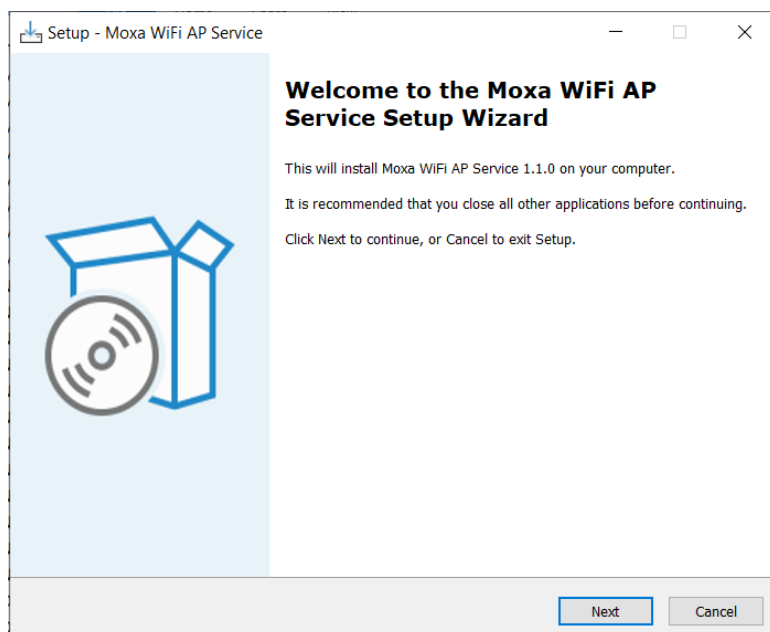 Setup - Moxa WiFi AP Service
Welcome to the Moxa WiFi AP
Service Setup Wizard
This will install Moxa WiFi AP Service 1.1.0 on your computer.
It is recommended that you close all other applications before continuing.
Click Next to continue, or Cancel to exit Setup.
Next
Cancel